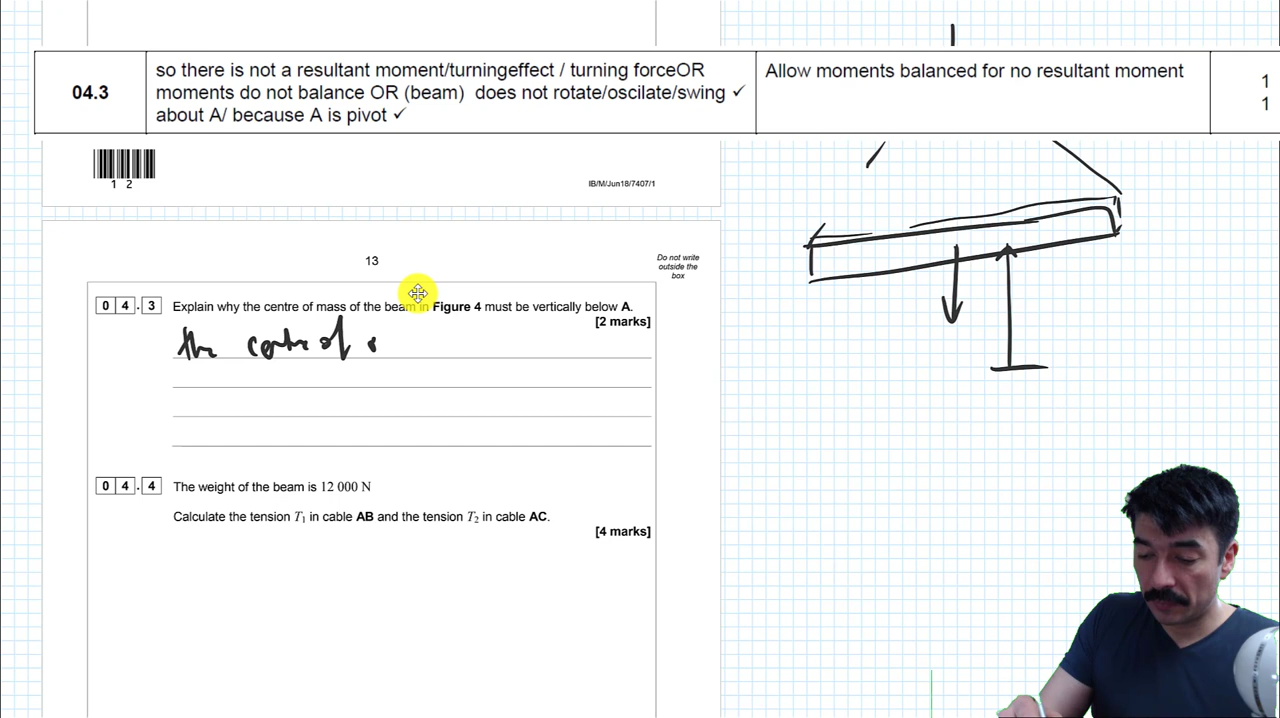 04.3
so there is not a resultant moment/turningeffect / turning forceOR
moments do not balance OR (beam) does not rotate/oscilate/swing ✓
about A/ because A is pivot ✓
Allow moments balanced for no resultant moment
1
1
1 2
IB/M/Jun18/7407/1
13
Do not write
outside the
box
0 4 . 3 Explain why the centre of mass of the beam in Figure 4 must be vertically below A.
[2 marks]
the centre of
0 4 . 4 The weight of the beam is 12 000 N
Calculate the tension T₁ in cable AB and the tension T₂ in cable AC.
[4 marks]